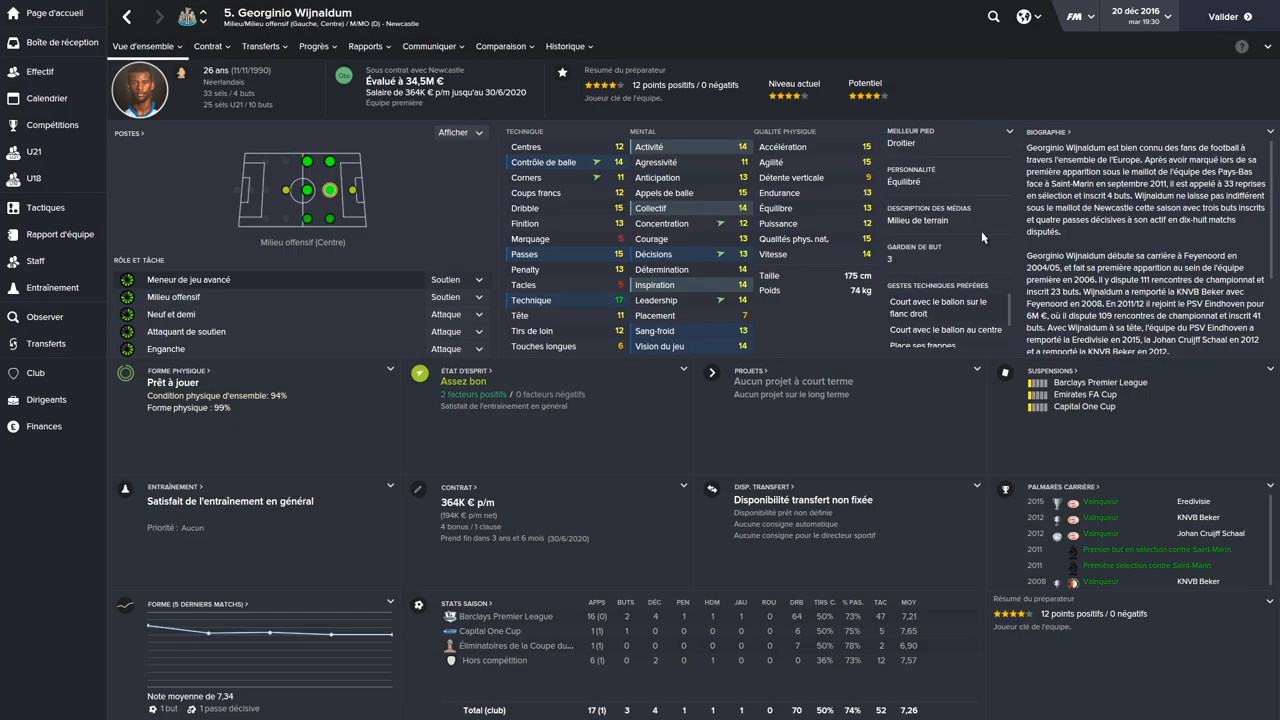 Page d'accueil
Boîte de réception
Effectif
Calendrier
Compétitions
U21
U21
U18
U18
Tactiques
Rapport d'équipe
Staff
Entraînement
Observer
Transferts
Club
Dirigeants
Finances
5. Georginio Wijnaldum
Milieu/Milieu offensif (Gauche, Centre) / M/MO (D) - Newcastle
FM
20 déc 2016
mar 19:30
Valider
Vue d'ensemble
Contrat
Transferts
Progrès
Rapports
Communiquer
Comparaison
Historique
26 ans (11/11/1990)
Néerlandais
33 séls / 4 buts
25 séls U21 / 10 buts
Obs
Sous contrat avec Newcastle
Évalué à 34,5M €
Salaire de 364K € p/m jusqu'au 30/6/2020
Équipe première
Résumé du préparateur
12 points positifs / 0 négatifs
Joueur clé de l'équipe.
Niveau actuel
Potentiel
POSTES >
Afficher
Milieu offensif (Centre)
RÔLE ET TÂCHE
Meneur de jeu avancé Soutien
Milieu offensif Soutien
Neuf et demi Attaque
Attaquant de soutien Attaque
Enganche Attaque
TECHNIQUE
Centres 12
Contrôle de balle 14
Corners 11
Coups francs 12
Dribble 15
Finition 13
Marquage 5
Passes 15
Penalty 13
Tacles 5
Technique 17
Tête 11
Tirs de loin 12
Touches longues 6
MENTAL
Activité 14
Agressivité 11
Anticipation 13
Appels de balle 15
Collectif 14
Concentration 12
Courage 13
Décisions 13
Détermination 14
Inspiration 14
Leadership 14
Placement 7
Sang-froid 13
Vision du jeu 14
QUALITÉ PHYSIQUE
Accélération 15
Agilité 15
Détente verticale 9
Endurance 13
Équilibre 13
Puissance 12
Qualités phys. nat. 15
Vitesse 14
Taille 175 cm
Poids 74 kg
MEILLEUR PIED
Droitier
PERSONNALITÉ
Équilibré
DESCRIPTION DES MÉDIAS
Milieu de terrain
GARDIEN DE BUT
3
GESTES TECHNIQUES PRÉFÉRÉS
Court avec le ballon sur le
flanc droit
Court avec le ballon au centre
Place ses frappes
BIOGRAPHIE >
Georginio Wijnaldum est bien connu des fans de football à
travers l'ensemble de l'Europe. Après avoir marqué lors de sa
première apparition sous le maillot de l'équipe des Pays-Bas
face à Saint-Marin en septembre 2011, il est appelé à 33 reprises
en sélection et inscrit 4 buts. Wijnaldum ne laisse pas indifférent
sous le maillot de Newcastle cette saison avec trois buts inscrits
et quatre passes décisives à son actif en dix-huit matchs
disputés.
Georginio Wijnaldum débute sa carrière à Feyenoord en
2004/05, et fait sa première apparition au sein de l'équipe
première en 2006. Il y dispute 111 rencontres de championnat et
inscrit 23 buts. Wijnaldum a représenté les couleurs de
Feyenoord en 2008. En 2011/12 il rejoint le PSV Eindhoven pour
6M €, où il dispute 109 rencontres de championnat et inscrit 41
buts. Avec Wijnaldum à sa tête, l'équipe du PSV Eindhoven a
remporté la Eredivisie en 2015, la Johan Cruijff Schaal en 2012
et a remporté la KNVB Beker en 2012.
FORME PHYSIQUE >
Prêt à jouer
Condition physique d'ensemble: 94%
Forme physique : 99%
ÉTAT D'ESPRIT >
Assez bon
2 facteurs positifs / 0 facteurs négatifs
Satisfait de l'entraînement en général
PROJETS >
Aucun projet à court terme
Aucun projet sur le long terme
SUSPENSIONS >
Barclays Premier League
Emirates FA Cup
Capital One Cup
ENTRAÎNEMENT >
Satisfait de l'entraînement en général
Priorité : Aucun
CONTRAT >
364K € p/m
(194K € p/m net)
4 bonus / 1 clause
Prend fin dans 3 ans et 6 mois (30/6/2020)
DISP. TRANSFERT >
Disponibilité transfert non fixée
Disponibilité prêt non définie
Aucune consigne automatique
Aucune consigne pour le directeur sportif
PALMARÈS CARRIÈRE >
2015 Vainqueur Eredivisie
2012 Vainqueur KNVB Beker
2012 Vainqueur Johan Cruijff Schaal
2011 Premier but en sélection contre Saint-Marin
2011 Première sélection contre Saint-Marin
2008 Vainqueur KNVB Beker
FORME (5 DERNIERS MATCHS) >
Note moyenne de 7,34
1 but 1 passe décisive
STATS SAISON > APPS BUTS DÉC PEN HDM JAU ROU DRB TIRS C. % PAS. TAC MOY
Barclays Premier League 16 (0) 2 4 1 1 1 0 64 50% 73% 47 7,21
Capital One Cup 1 (1) 1 0 0 0 0 0 6 50% 75% 5 7,65
Éliminatoires de la Coupe du... 1 (1) 0 0 0 0 0 0 7 50% 78% 2 6,90
Hors compétition 6 (1) 0 2 0 1 0 0 36% 73% 12 7,57
Total (club) 17 (1) 3 4 1 1 1 0 70 50% 74% 52 7,26
Résumé du préparateur
12 points positifs / 0 négatifs
Joueur clé de l'équipe.